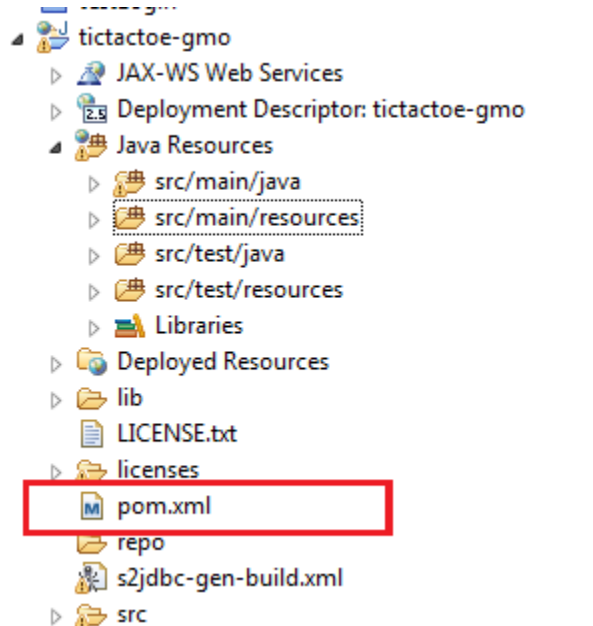 tictactoe-gmo
JAX-WS Web Services
2.5 Deployment Descriptor: tictactoe-gmo
Java Resources
src/main/java
src/main/resources
src/test/java
src/test/resources
Libraries
Deployed Resources
lib
LICENSE.txt
licenses
M pom.xml
repo
s2jdbc-gen-build.xml
src